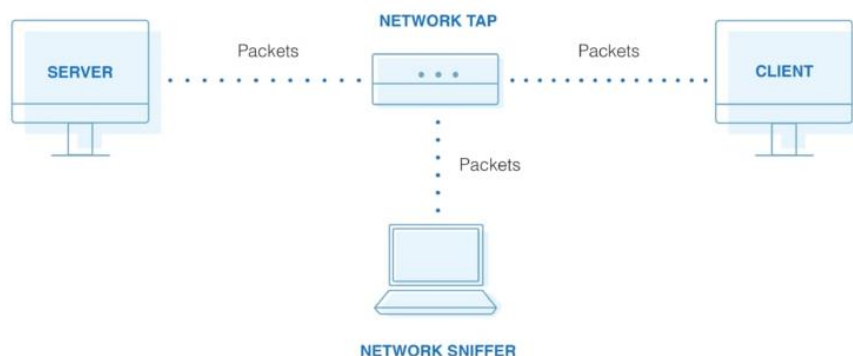 NETWORK TAP
Packets
Packets
SERVER
CLIENT
Packets
NETWORK SNIFFER